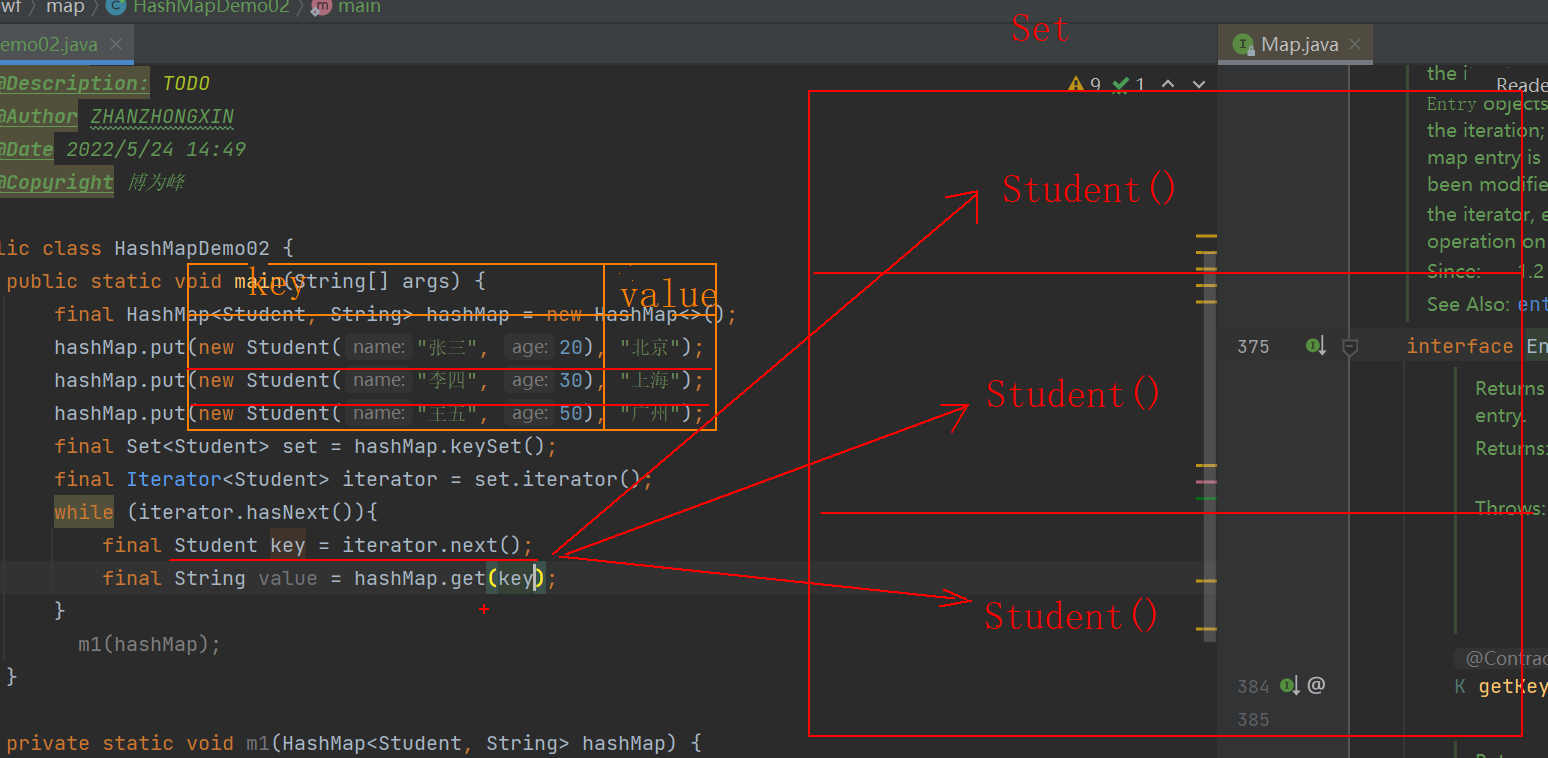 wf 〉 map 〉 C HashMapDemo02 〉 m main
Set
emo02.java ×
Map.java ×
@Description: TODO
9 1
@Author ZHANZHONGXIN
@Date 2022/5/24 14:49
@Copyright 博为峰
lic class HashMapDemo02 {
public static void main(String[] args) {
key
value
final HashMap<Student, String> hashMap = new HashMap<>();
hashMap.put(new Student( name: "张三", age: 20), "北京");
hashMap.put(new Student( name: "李四", age: 30), "上海");
hashMap.put(new Student( name: "王五", age: 50), "广州");
final Set<Student> set = hashMap.keySet();
final Iterator<Student> iterator = set.iterator();
while (iterator.hasNext()){
final Student key = iterator.next();
final String value = hashMap.get(key);
}
m1(hashMap);
}
private static void m1(HashMap<Student, String> hashMap) {
Student()
Student()
Student()
the
Reade
Entry objects
the iteration;
map entry is
been modifie
the iterator, e
operation on
Since: 1.2
See Also: ent
375 interface En
Returns
entry.
Returns:
Throws:
@Contrac
384 @ K getKey
385